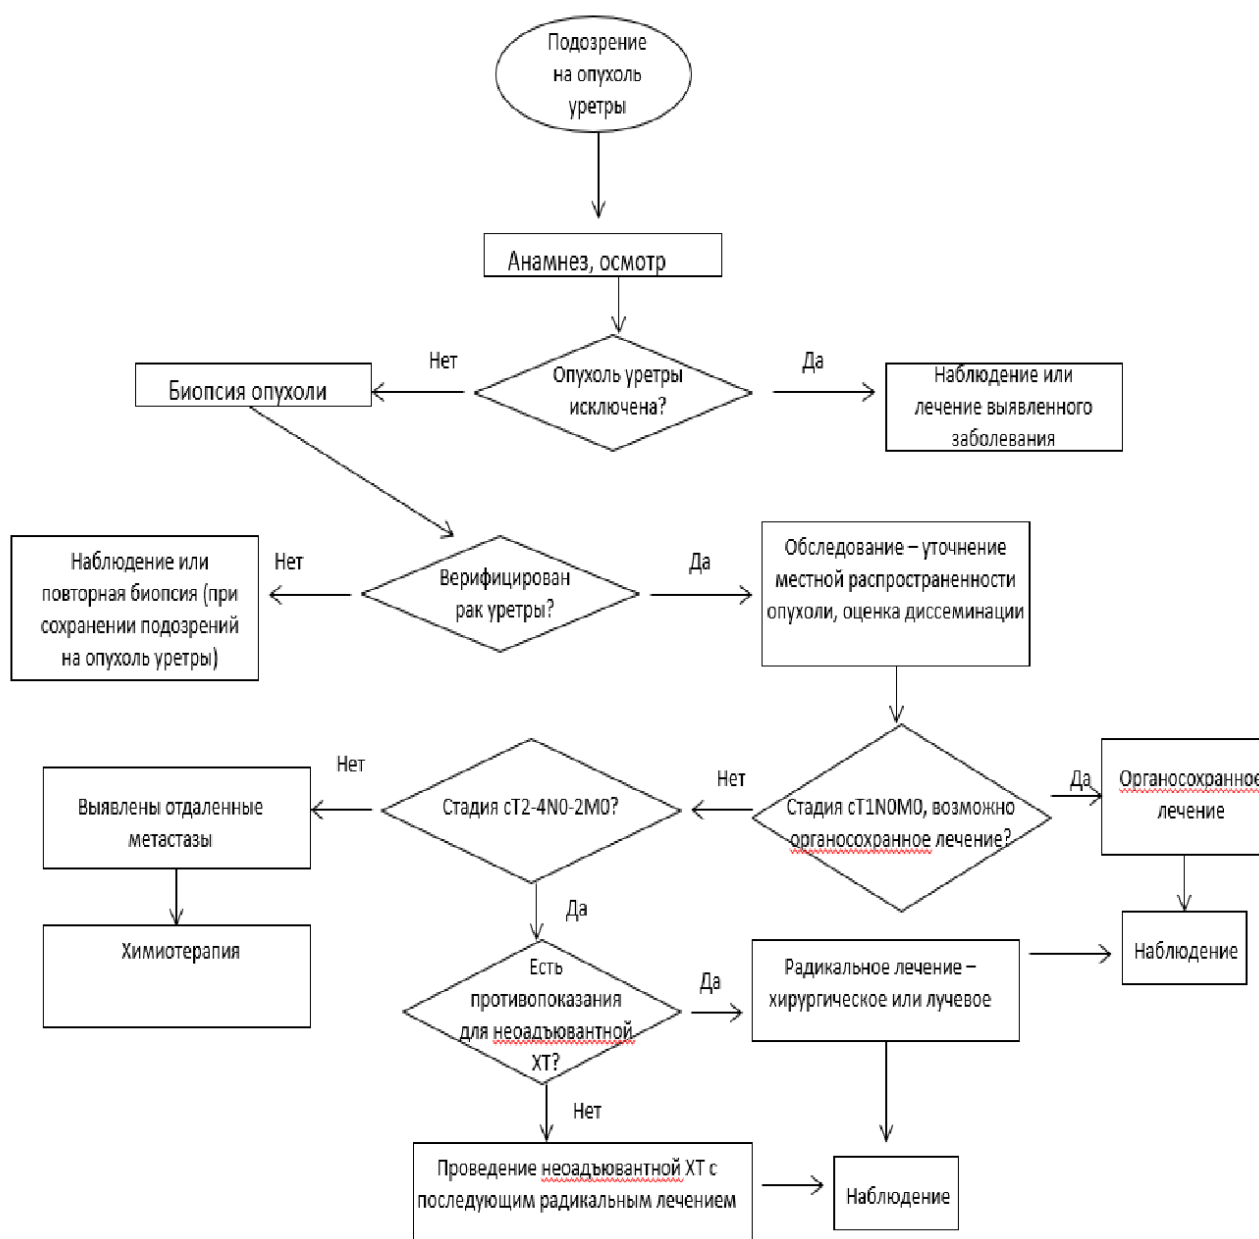 Подозрение
на опухоль
уретры
Анамнез, осмотр
Нет
Опухоль уретры
исключена?
Да
Биопсия опухоли
Наблюдение или
лечение выявленного
заболевания
Наблюдение или
повторная биопсия (при
сохранении подозрений
на опухоль уретры)
Нет
Верифицирован
рак уретры?
Да
Обследование – уточнение
местной распространенности
опухоли, оценка диссеминации
Выявлены отдаленные
метастазы
Нет
Стадия cT2-4N0-2M0?
Нет
Стадия cT1N0M0, возможно
органосохранное лечение?
Да
Органосохранное
лечение
Химиотерапия
Да
Есть
противопоказания
для неоадъювантной
ХТ?
Да
Радикальное лечение –
хирургическое или лучевое
Наблюдение
Нет
Проведение неоадъювантной ХТ с
последующим радикальным лечением
Наблюдение